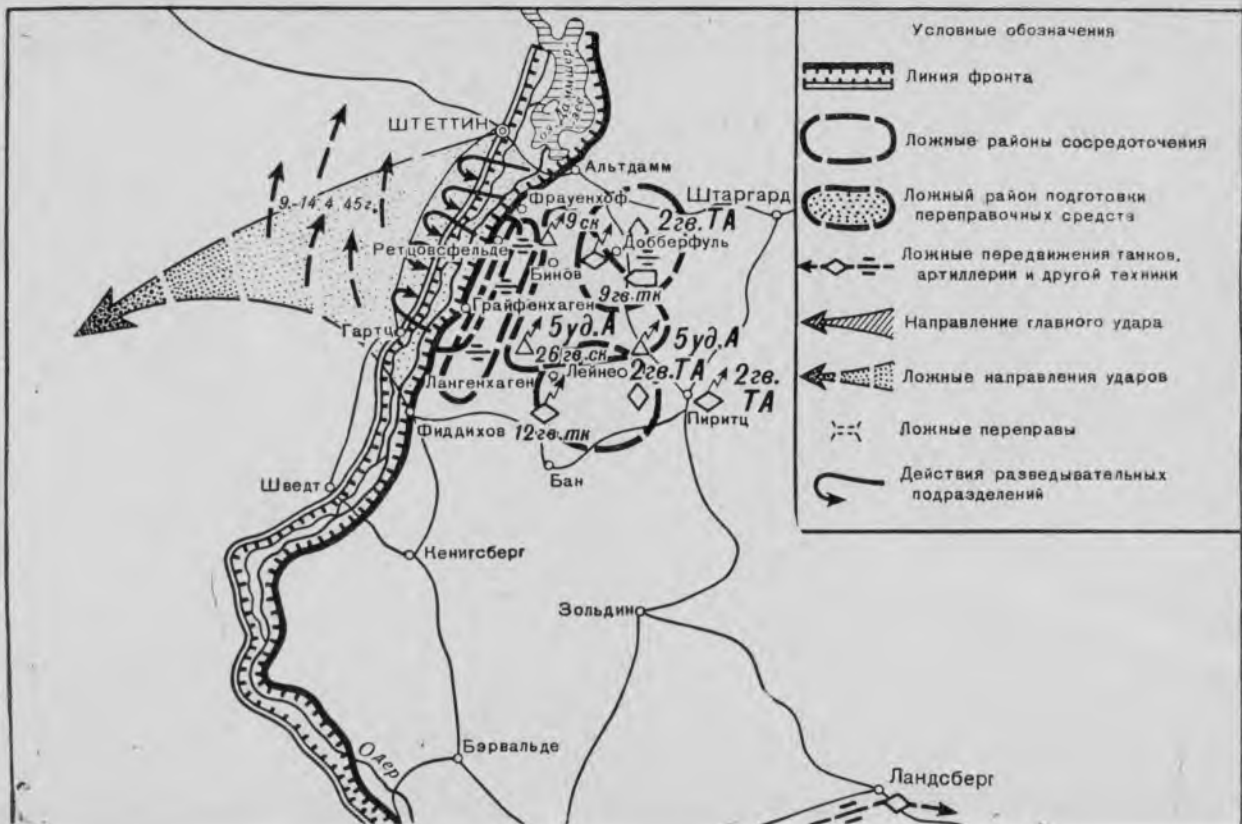 Условные обозначения
Линия фронта
Ложные районы сосредоточения
Ложный район подготовки
переправочных средств
Ложные передвижения танков,
артиллерии и другой техники
Направление главного удара
Ложные направления ударов
Ложные переправы
Действия разведывательных
подразделений
ШТЕТТИН
Альтдамм
Штаргард
Фрауенхоф
9.-14.4.45г.
9 ск
2 гв. ТА
Ретцовсфельде
Добберфуль
Бинов
9 гв. тк
Грайфенхаген
Гартц
5 уд. А
5 уд. А
26 гв. ск
Лейнео
2 гв. ТА
2 гв.
ТА
Лангенхаген
Пиритц
Фиддихов
12 гв. тк
Бан
Шведт
Кенигсберг
Зольдин
Бэрвальде
Одер
Ландсберг